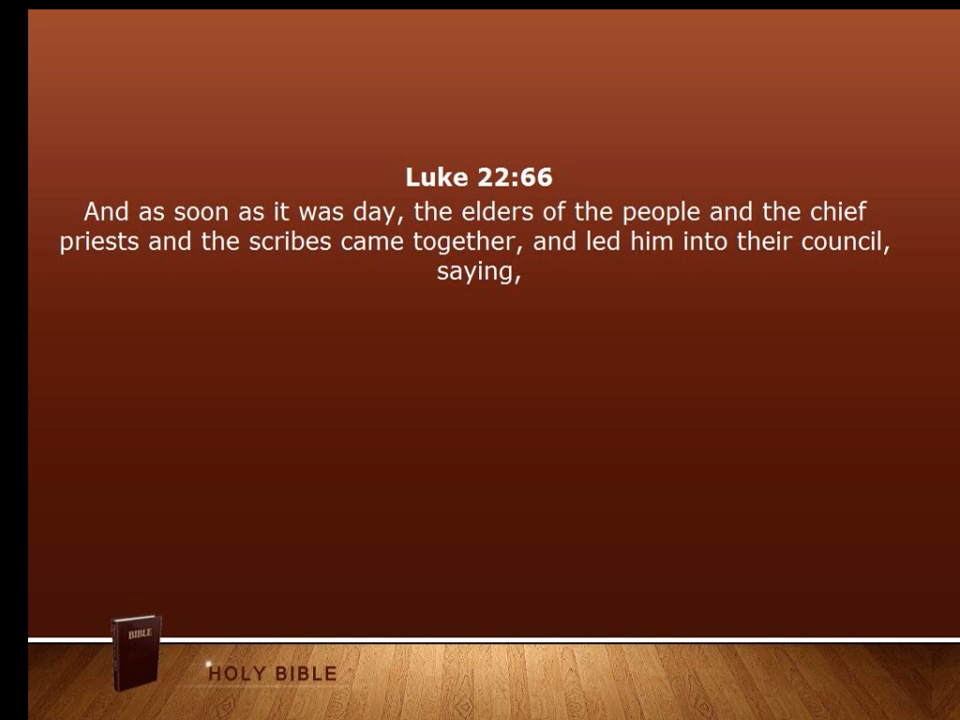 Luke 22:66
And as soon as it was day, the elders of the people and the chief
priests and the scribes came together, and led him into their council,
saying,
BIBLE
HOLY BIBLE